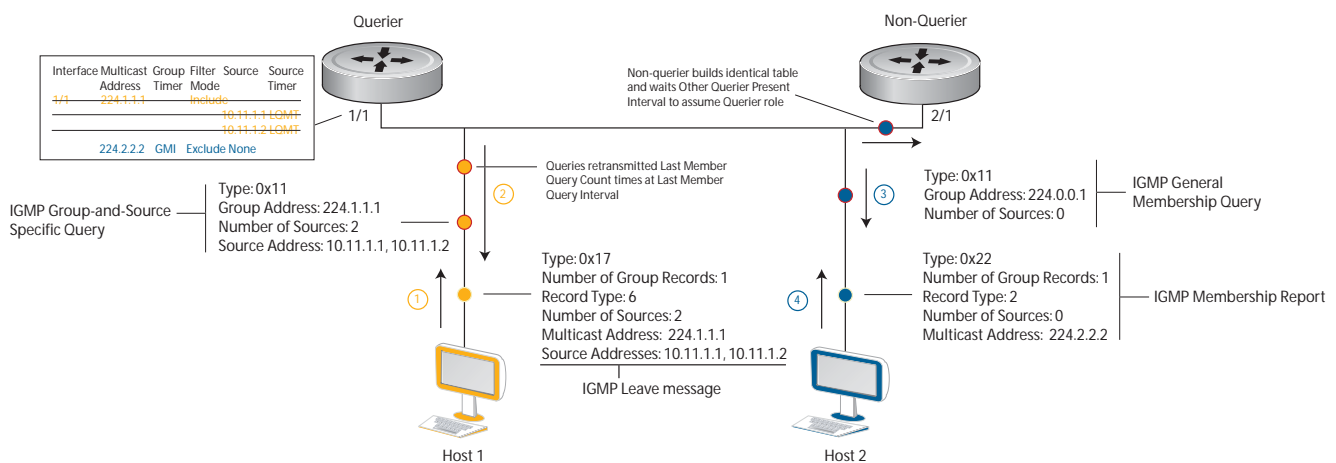 Querier
Non-Querier
Interface Multicast Group Filter Source Source
Address Timer Mode Timer
1/1 224.1.1.1 Include
10.11.1.1 LQMT
10.11.1.2 LQMT
224.2.2.2 GMI Exclude None
1/1
Non-querier builds identical table
and waits Other Querier Present
Interval to assume Querier role
2/1
Queries retransmitted Last Member
Query Count times at Last Member
Query Interval
2
IGMP Group-and-Source
Specific Query
Type: 0x11
Group Address: 224.1.1.1
Number of Sources: 2
Source Address: 10.11.1.1, 10.11.1.2
3
Type: 0x11
Group Address: 224.0.0.1
Number of Sources: 0
IGMP General
Membership Query
1
Type: 0x17
Number of Group Records: 1
Record Type: 6
Number of Sources: 2
Multicast Address: 224.1.1.1
Source Addresses: 10.11.1.1, 10.11.1.2
IGMP Leave message
4
Type: 0x22
Number of Group Records: 1
Record Type: 2
Number of Sources: 0
Multicast Address: 224.2.2.2
IGMP Membership Report
Host 1
Host 2